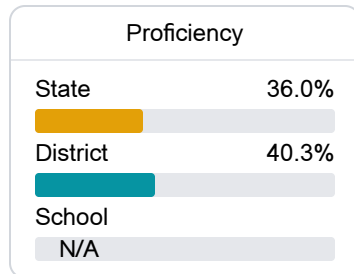 Proficiency
State 36.0%
District 40.3%
School
N/A